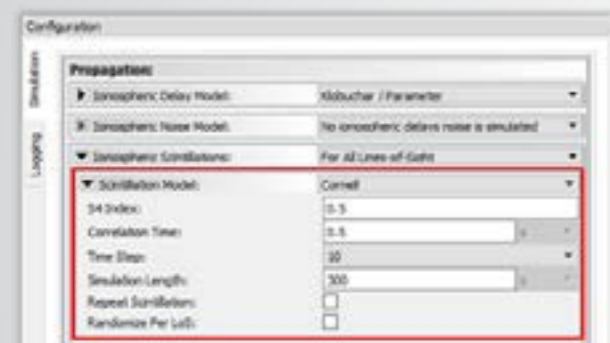 Configuration
Simulation
Logging
Propagation:
Ionospheric Delay Model: Klobuchar / Parameter
Ionospheric Noise Model: No ionospheric delays noise is simulated
Ionospheric Scintillations: For All Lines-of-Sight
Scintillation Model: Cornell
S4 Index: 0.5
Correlation Time: 0.5 s
Time Step: 10
Simulation Length: 300 s
Repeat Scintillation:
Randomize Per LoS: